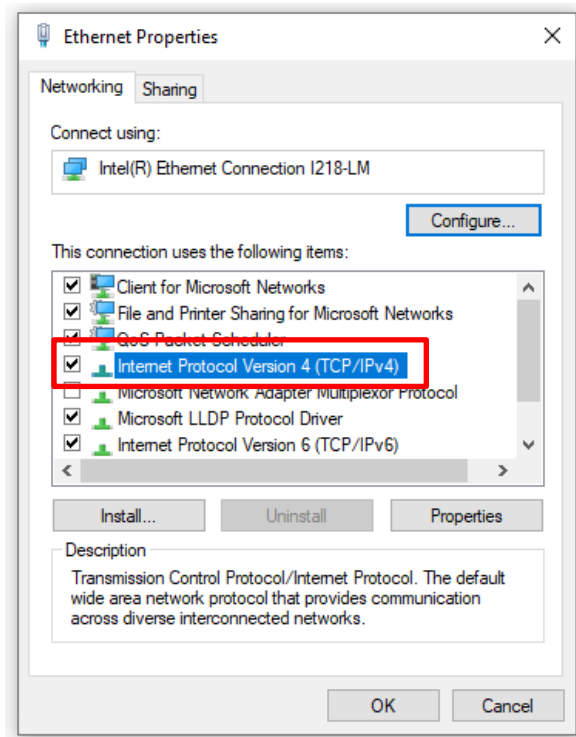 Ethernet Properties
Networking
Sharing
Connect using:
Intel(R) Ethernet Connection I218-LM
Configure...
This connection uses the following items:
Client for Microsoft Networks
File and Printer Sharing for Microsoft Networks
QoS Packet Scheduler
Internet Protocol Version 4 (TCP/IPv4)
Microsoft Network Adapter Multiplexor Protocol
Microsoft LLDP Protocol Driver
Internet Protocol Version 6 (TCP/IPv6)
Install...
Uninstall
Properties
Description
Transmission Control Protocol/Internet Protocol. The default
wide area network protocol that provides communication
across diverse interconnected networks.
OK
Cancel